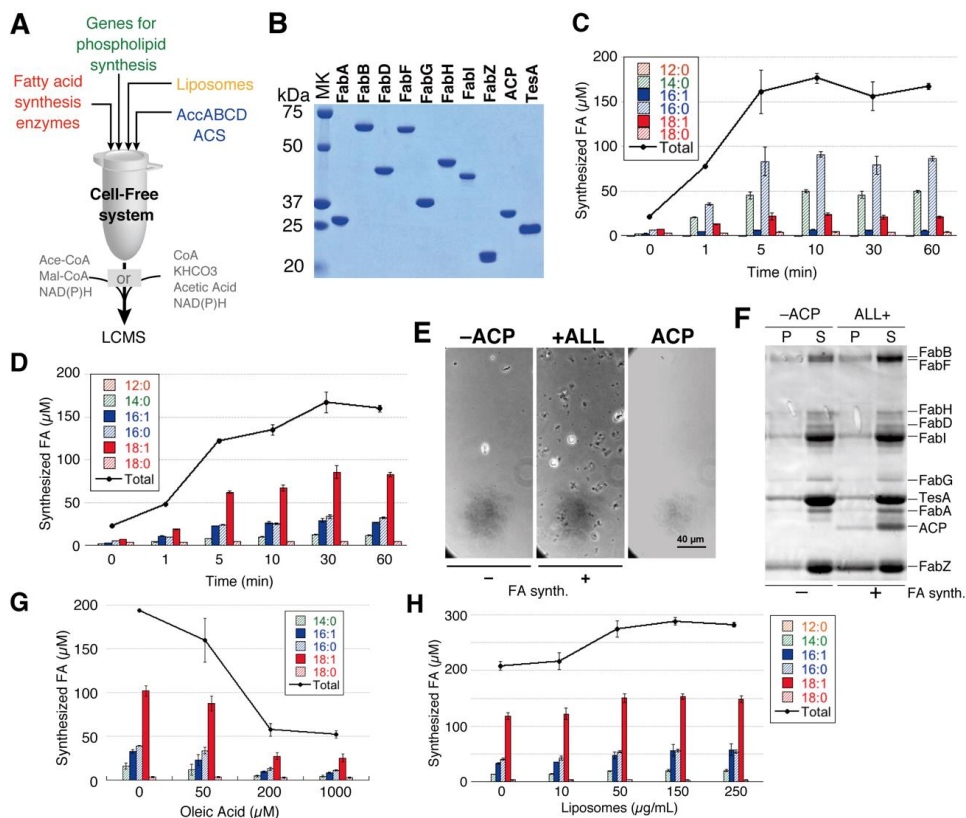 A
Genes for
phospholipid
synthesis
Fatty acid
synthesis
enzymes
Liposomes
AccABCD
ACS
Cell-Free
system
Ace-CoA
Mal-CoA
NAD(P)H
or
CoA
KHCO3
Acetic Acid
NAD(P)H
LCMS
B
kDa
MK
FabA
FabB
FabD
FabF
FabG
FabH
FabI
FabZ
ACP
TesA
75
50
37
25
20
C
Synthesized FA (µM)
200
150
100
50
0
12:0
14:0
16:1
16:0
18:1
18:0
Total
0 1 5 10 30 60
Time (min)
D
Synthesized FA (µM)
200
150
100
50
0
12:0
14:0
16:1
16:0
18:1
18:0
Total
0 1 5 10 30 60
Time (min)
E
–ACP +ALL ACP
40 µm
– +
FA synth.
F
–ACP ALL+
P S P S
FabB
FabF
FabH
FabD
FabI
FabG
TesA
FabA
ACP
FabZ
– + FA synth.
G
Synthesized FA (µM)
200
150
100
50
0
14:0
16:1
16:0
18:1
18:0
Total
0 50 200 1000
Oleic Acid (µM)
H
Synthesized FA (µM)
300
200
100
0
12:0
14:0
16:1
16:0
18:1
18:0
Total
0 10 50 150 250
Liposomes (µg/mL)